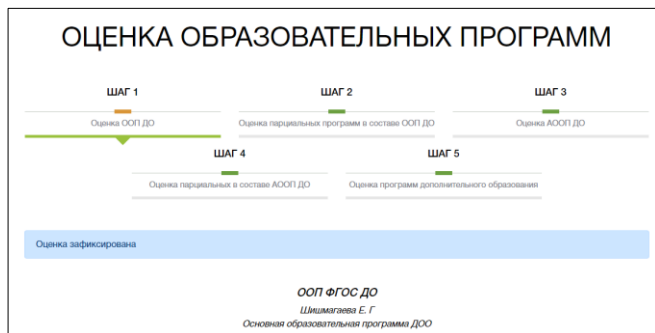 ОЦЕНКА ОБРАЗОВАТЕЛЬНЫХ ПРОГРАММ
ШАГ 1
Оценка ООП ДО
ШАГ 2
Оценка парциальных программ в составе ООП ДО
ШАГ 3
Оценка АООП ДО
ШАГ 4
Оценка парциальных в составе АООП ДО
ШАГ 5
Оценка программ дополнительного образования
Оценка зафиксирована
ООП ФГОС ДО
Шишмагаева Е. Г
Основная образовательная программа ДОО